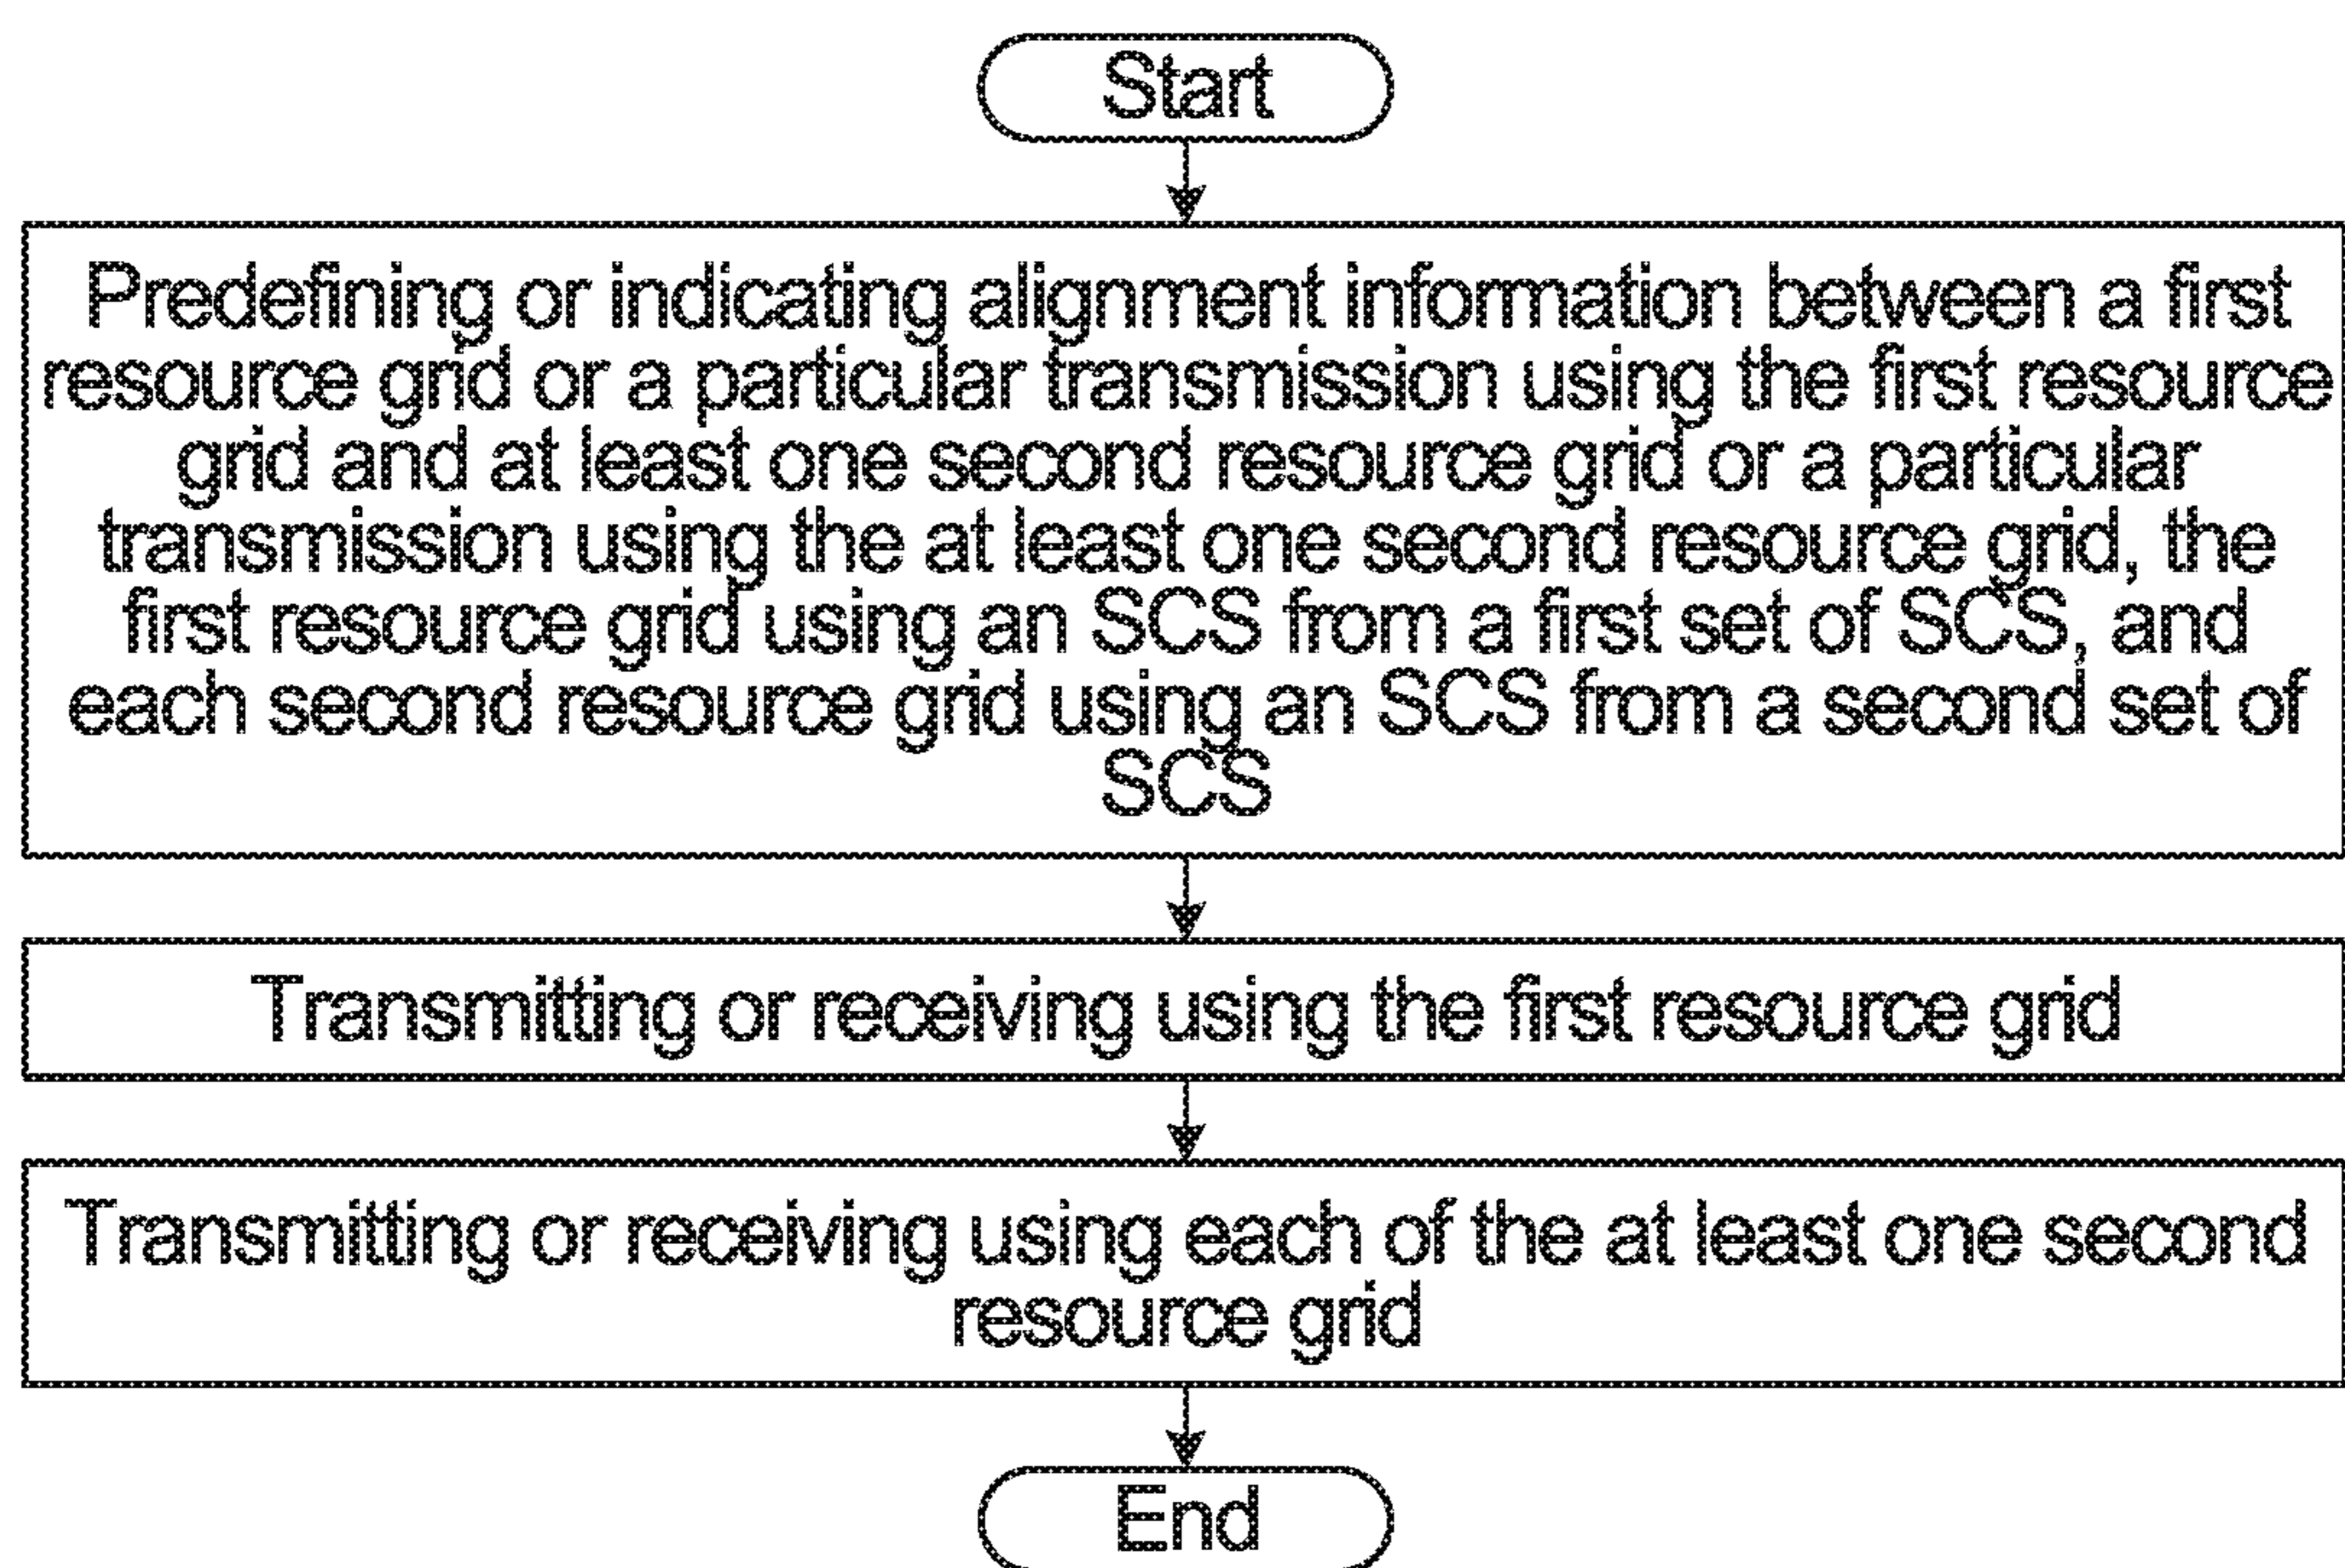 Start
Predefining or indicating alignment information between a first
resource grid or a particular transmission using the first resource
grid and at least one second resource grid or a particular
transmission using the at least one second resource grid, the
first resource grid using an SCS from a first set of SCS, and
each second resource grid using an SCS from a second set of
SCS
Transmitting or receiving using the first resource grid
Transmitting or receiving using each of the at least one second
resource grid
End